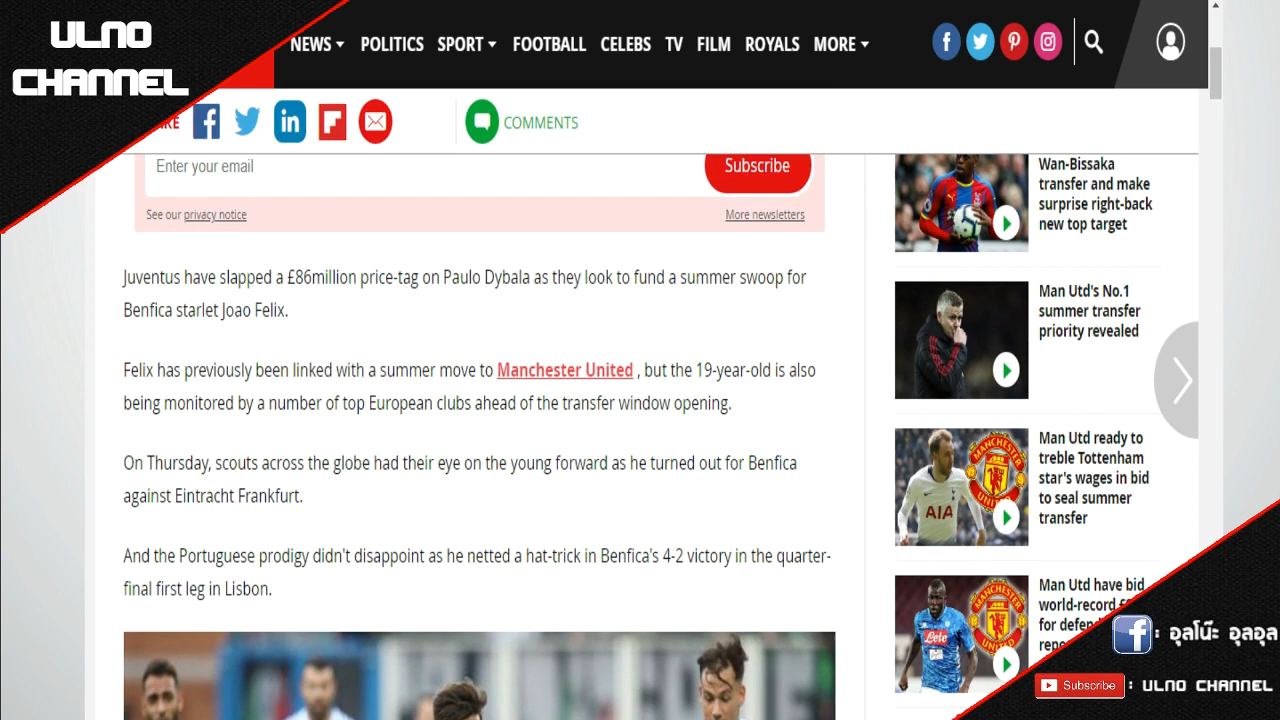 ULNO
CHANNEL
NEWS POLITICS SPORT FOOTBALL CELEBS TV FILM ROYALS MORE
COMMENTS
Enter your email
Subscribe
See our privacy notice
More newsletters
Juventus have slapped a £86million price-tag on Paulo Dybala as they look to fund a summer swoop for
Benfica starlet Joao Felix.
Felix has previously been linked with a summer move to Manchester United , but the 19-year-old is also
being monitored by a number of top European clubs ahead of the transfer window opening.
On Thursday, scouts across the globe had their eye on the young forward as he turned out for Benfica
against Eintracht Frankfurt.
And the Portuguese prodigy didn't disappoint as he netted a hat-trick in Benfica's 4-2 victory in the quarter-
final first leg in Lisbon.
Wan-Bissaka
transfer and make
surprise right-back
new top target
Man Utd's No.1
summer transfer
priority revealed
MANCHESTER
UNITED
AIA
Man Utd ready to
treble Tottenham
star's wages in bid
to seal summer
transfer
MANCHESTER
Lete
Man Utd have bid
world-record
for
: อุลโน๊ะ อุลอุล
Subscribe : ULNO CHANNEL